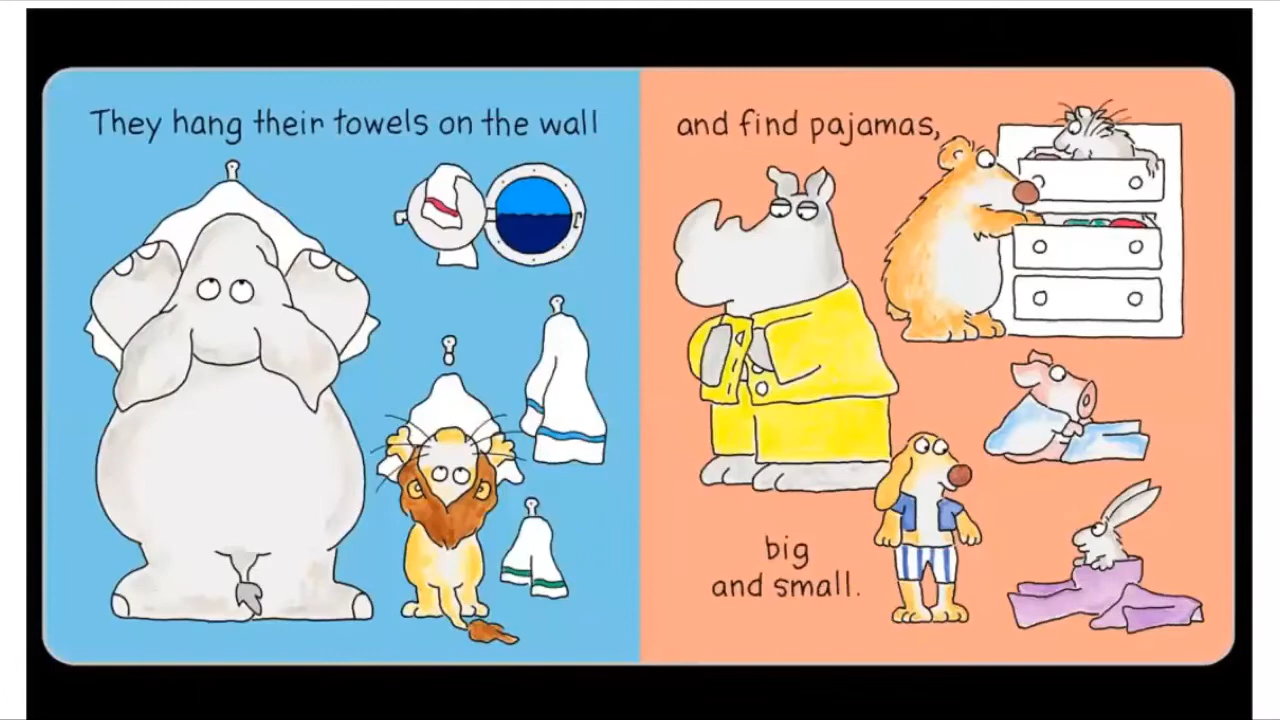 They hang their towels on the wall
and find pajamas,
big
and small.